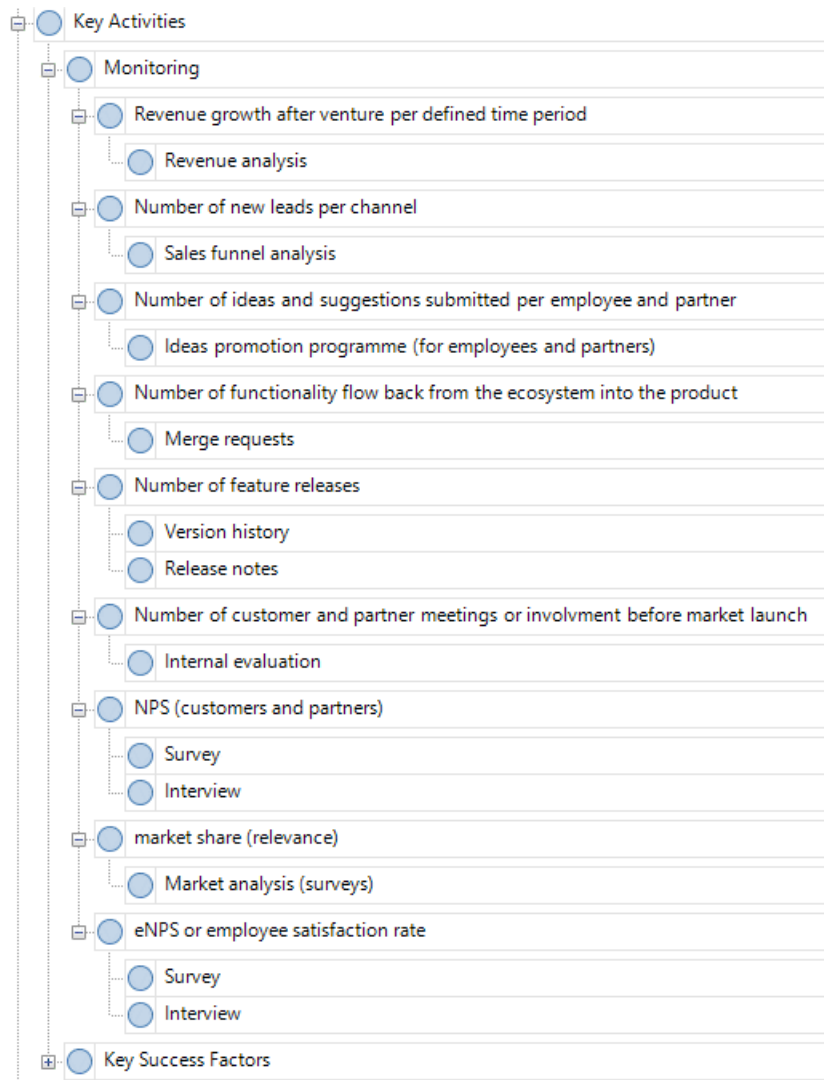 Key Activities
Monitoring
Revenue growth after venture per defined time period
Revenue analysis
Number of new leads per channel
Sales funnel analysis
Number of ideas and suggestions submitted per employee and partner
Ideas promotion programme (for employees and partners)
Number of functionality flow back from the ecosystem into the product
Merge requests
Number of feature releases
Version history
Release notes
Number of customer and partner meetings or involvment before market launch
Internal evaluation
NPS (customers and partners)
Survey
Interview
market share (relevance)
Market analysis (surveys)
eNPS or employee satisfaction rate
Survey
Interview
Key Success Factors